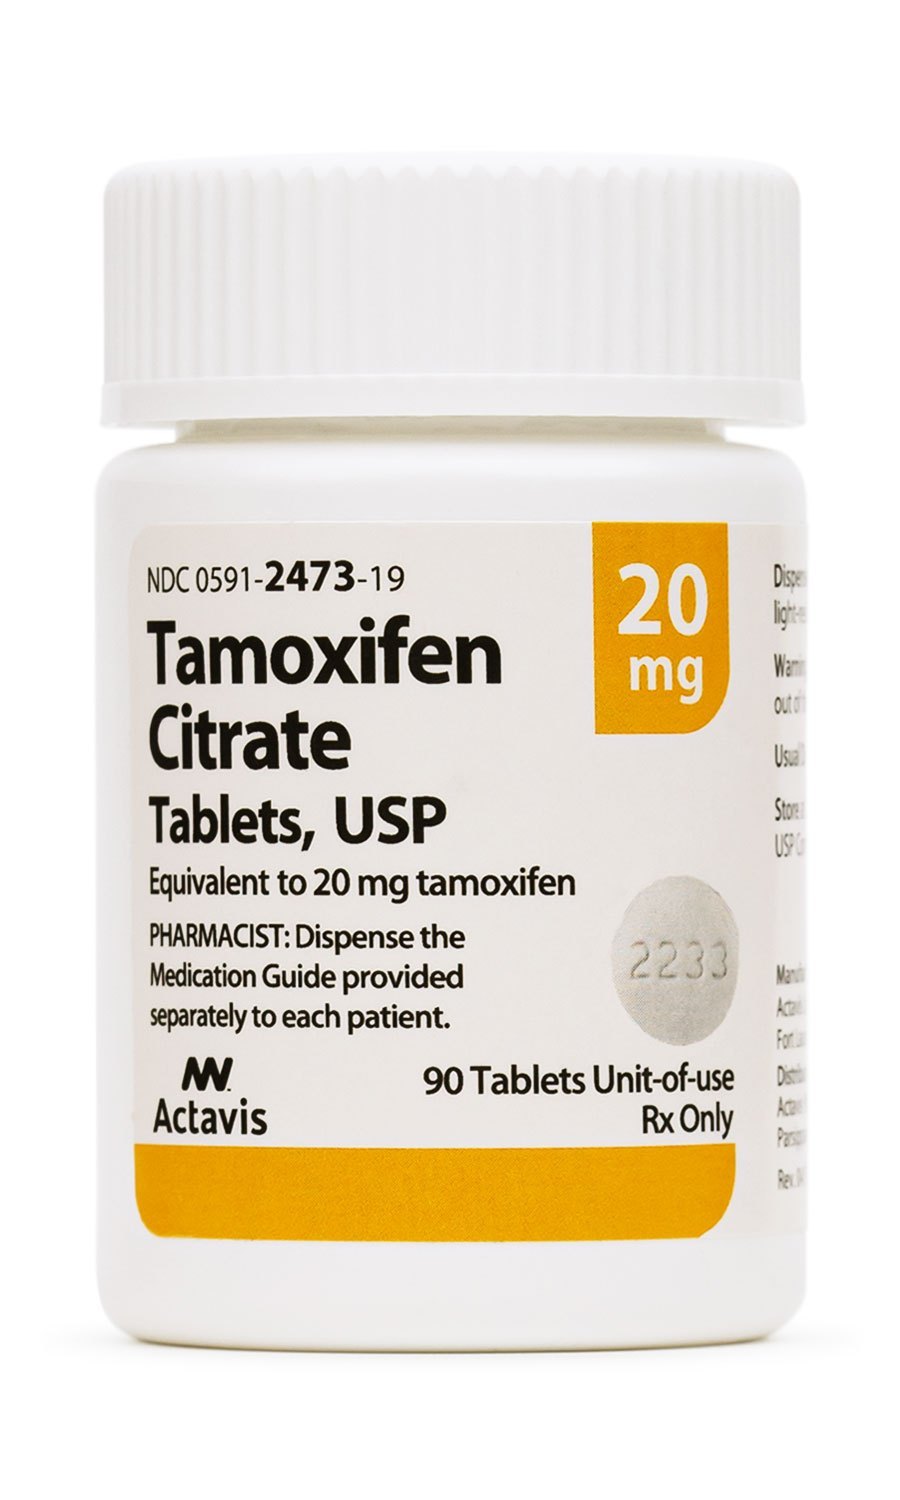 NDC 0591-2473-19
20
mg
Tamoxifen
Citrate
Tablets, USP
Equivalent to 20 mg tamoxifen
PHARMACIST: Dispense the
Medication Guide provided
separately to each patient.
2233
Actavis
90 Tablets Unit-of-use
Rx Only